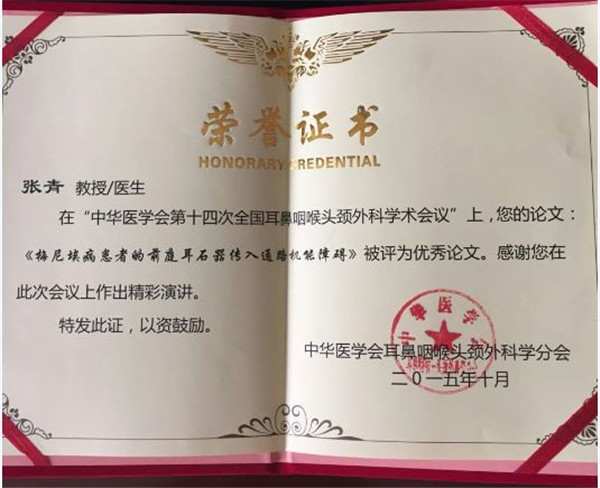 荣誉证书
HONORARY CREDENTIAL
张青 教授/医生
在“中华医学会第十四次全国耳鼻咽喉头颈外科学术会议”上,您的论文:
《梅尼埃病患者的前庭耳石器传入通路机能障碍》被评为优秀论文。感谢您在
此次会议上作出精彩演讲。
特发此证,以资鼓励。
中华医学会
中华医学会耳鼻咽喉头颈外科学分会
二〇一五年十月